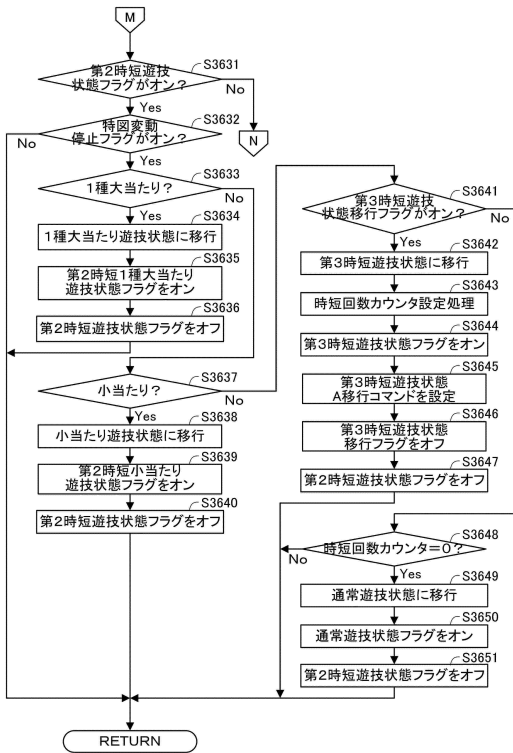 M
S3631
第2時短遊技
状態フラグがオン？
No
Yes
N
S3632
特図変動
停止フラグがオン？
No
Yes
S3633
1種大当たり？
No
Yes
S3634
1種大当たり遊技状態に移行
S3635
第2時短1種大当たり
遊技状態フラグをオン
S3636
第2時短遊技状態フラグをオフ
S3637
小当たり？
No
Yes
S3638
小当たり遊技状態に移行
S3639
第2時短小当たり
遊技状態フラグをオン
S3640
第2時短遊技状態フラグをオフ
S3641
第3時短遊技
状態移行フラグがオン？
No
Yes
S3642
第3時短遊技状態に移行
S3643
時短回数カウンタ設定処理
S3644
第3時短遊技状態フラグをオン
S3645
第3時短遊技状態
A移行コマンドを設定
S3646
第3時短遊技状態
移行フラグをオフ
S3647
第2時短遊技状態フラグをオフ
S3648
時短回数カウンタ=0？
No
Yes
S3649
通常遊技状態に移行
S3650
通常遊技状態フラグをオン
S3651
第2時短遊技状態フラグをオフ
RETURN